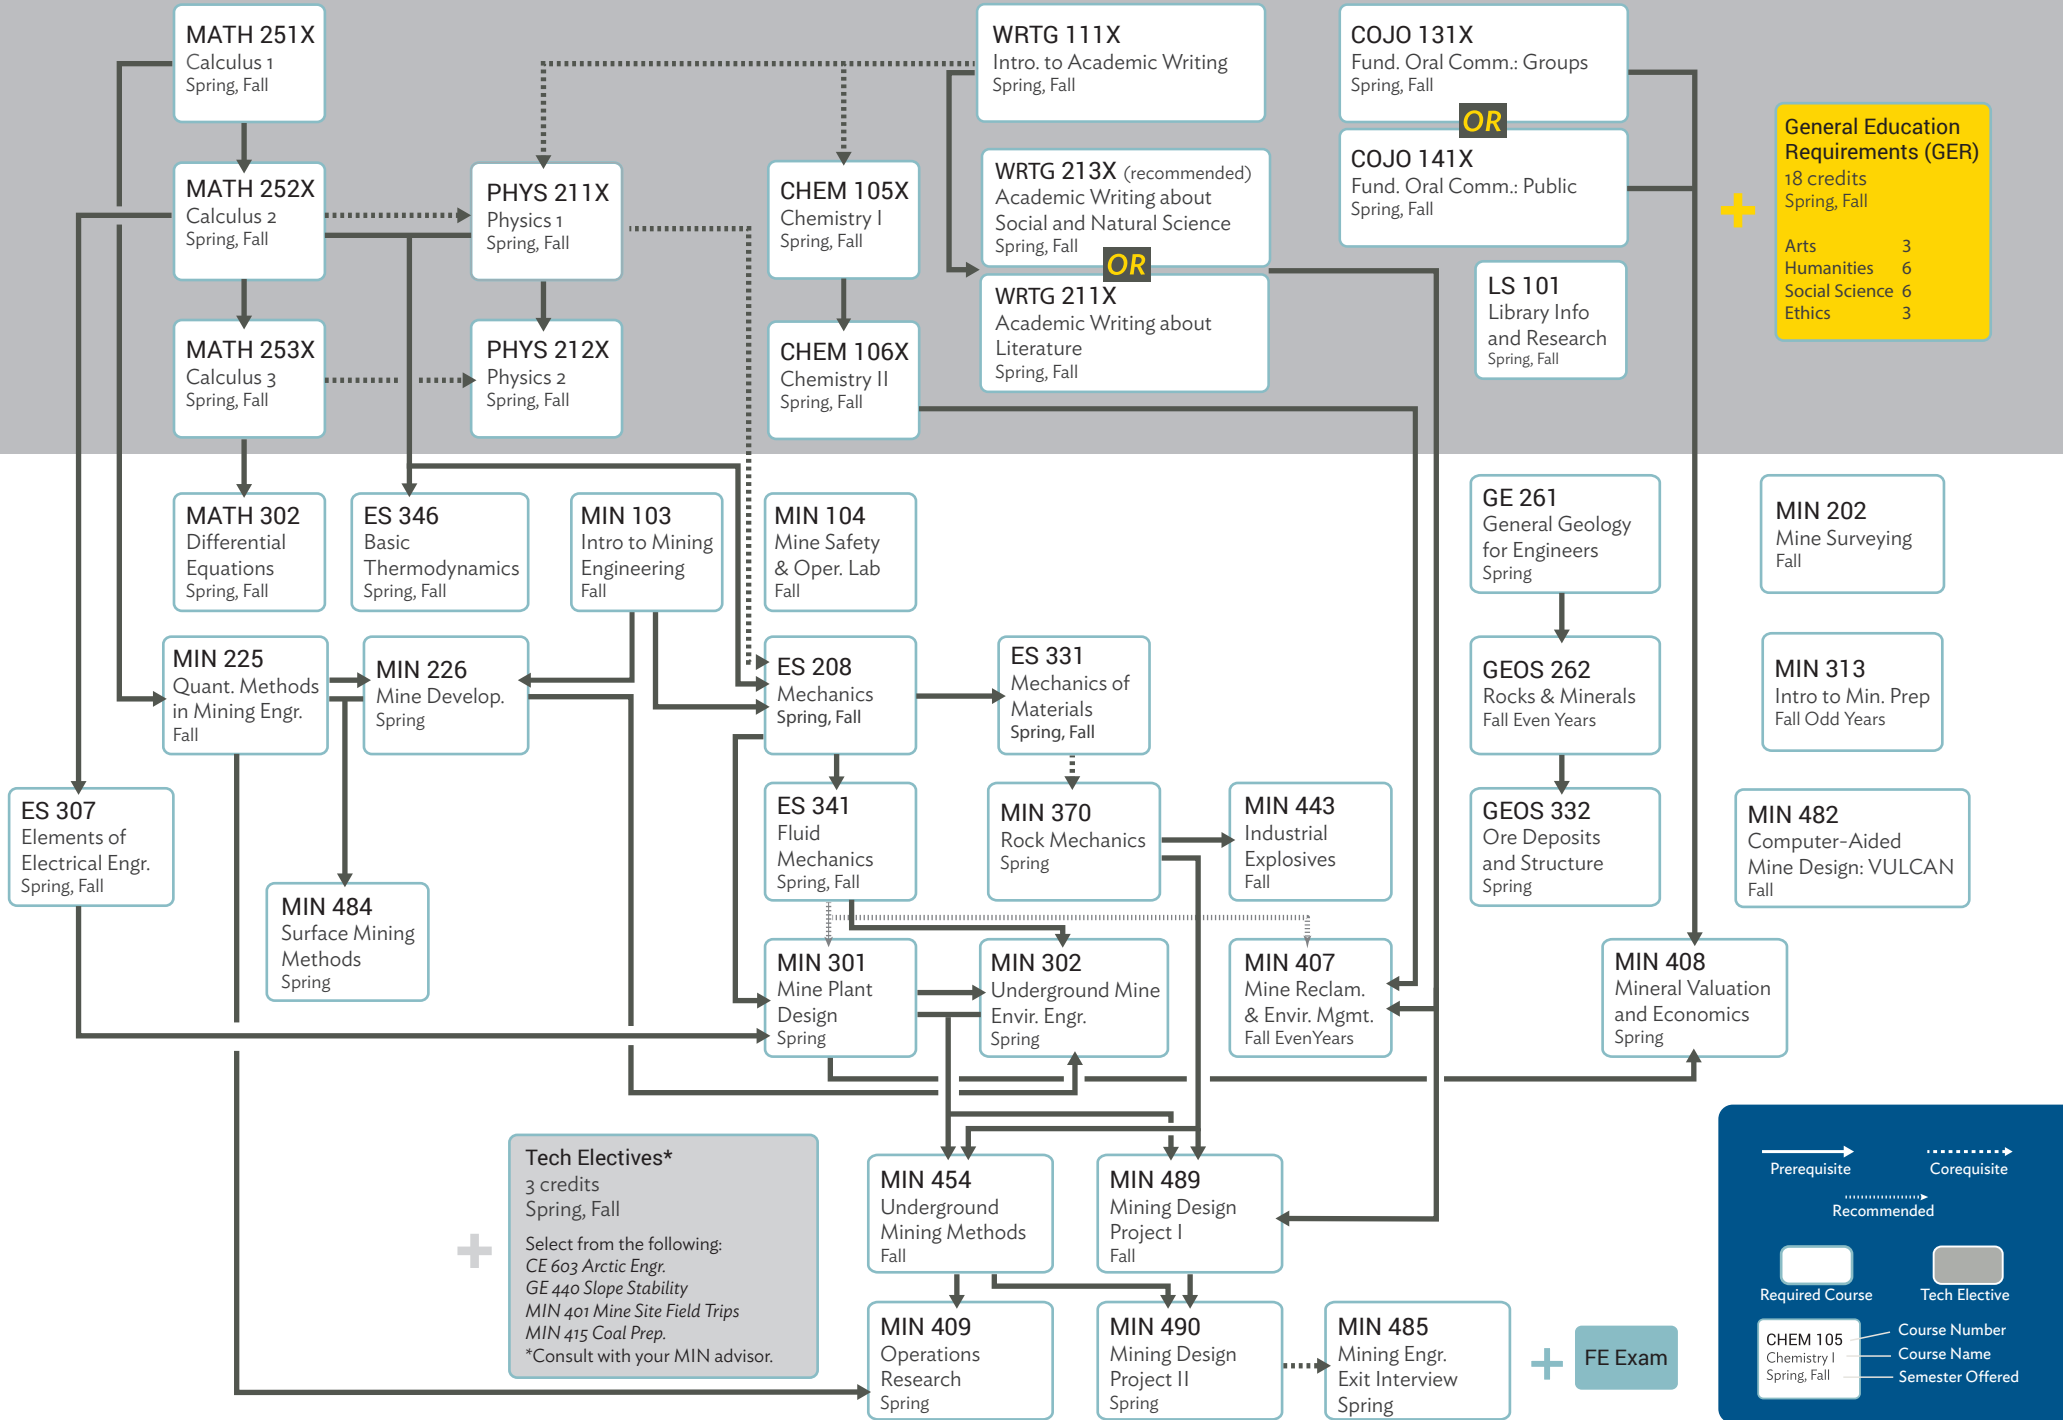 MATH 251X
Calculus 1
Spring, Fall
WRTG 111X
Intro. to Academic Writing
Spring, Fall
COJO 131X
Fund. Oral Comm.: Groups
Spring, Fall
OR
COJO 141X
Fund. Oral Comm.: Public
Spring, Fall
General Education
Requirements (GER)
18 credits
Spring, Fall
Arts 3
Humanities 6
Social Science 6
Ethics 3
MATH 252X
Calculus 2
Spring, Fall
PHYS 211X
Physics 1
Spring, Fall
CHEM 105X
Chemistry I
Spring, Fall
WRTG 213X (recommended)
Academic Writing about
Social and Natural Science
Spring, Fall
OR
WRTG 211X
Academic Writing about
Literature
Spring, Fall
LS 101
Library Info
and Research
Spring, Fall
MATH 253X
Calculus 3
Spring, Fall
PHYS 212X
Physics 2
Spring, Fall
CHEM 106X
Chemistry II
Spring, Fall
MATH 302
Differential
Equations
Spring, Fall
ES 346
Basic
Thermodynamics
Spring, Fall
MIN 103
Intro to Mining
Engineering
Fall
MIN 104
Mine Safety
& Oper. Lab
Fall
GE 261
General Geology
for Engineers
Spring
MIN 202
Mine Surveying
Fall
MIN 225
Quant. Methods
in Mining Engr.
Fall
MIN 226
Mine Develop.
Spring
ES 208
Mechanics
Spring, Fall
ES 331
Mechanics of
Materials
Spring, Fall
GEOS 262
Rocks & Minerals
Fall Even Years
MIN 313
Intro to Min. Prep
Fall Odd Years
ES 307
Elements of
Electrical Engr.
Spring, Fall
ES 341
Fluid
Mechanics
Spring, Fall
MIN 370
Rock Mechanics
Spring
MIN 443
Industrial
Explosives
Fall
GEOS 332
Ore Deposits
and Structure
Spring
MIN 482
Computer-Aided
Mine Design: VULCAN
Fall
MIN 484
Surface Mining
Methods
Spring
MIN 301
Mine Plant
Design
Spring
MIN 302
Underground Mine
Envir. Engr.
Spring
MIN 407
Mine Reclam.
& Envir. Mgmt.
Fall EvenYears
MIN 408
Mineral Valuation
and Economics
Spring
Tech Electives*
3 credits
Spring, Fall
Select from the following:
CE 603 Arctic Engr.
GE 440 Slope Stability
MIN 401 Mine Site Field Trips
MIN 415 Coal Prep.
*Consult with your MIN advisor.
MIN 454
Underground
Mining Methods
Fall
MIN 489
Mining Design
Project I
Fall
MIN 409
Operations
Research
Spring
MIN 490
Mining Design
Project II
Spring
MIN 485
Mining Engr.
Exit Interview
Spring
FE Exam
Prerequisite
Corequisite
Recommended
Required Course
Tech Elective
CHEM 105
Chemistry I
Spring, Fall
Course Number
Course Name
Semester Offered